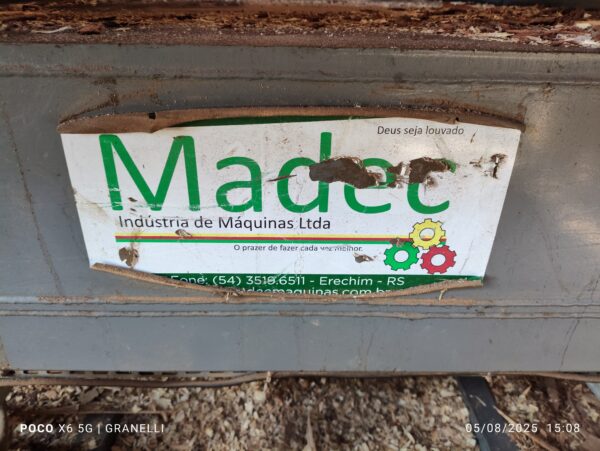 Deus seja louvado
Madec
Indústria de Máquinas Ltda
O prazer de fazer cada vez melhor.
Fone: (54) 3519.6511 - Erechim - RS
POCO X6 5G | GRANELLI
05/08/2025 15:08